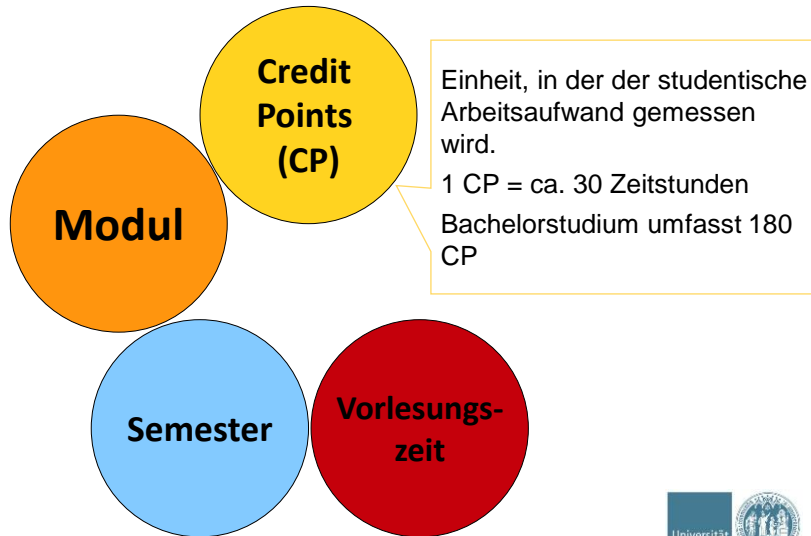 Credit
Points
(CP)
Einheit, in der der studentische
Arbeitsaufwand gemessen
wird.
1 CP = ca. 30 Zeitstunden
Bachelorstudium umfasst 180
CP
Modul
Semester
Vorlesungs-
zeit
Universität